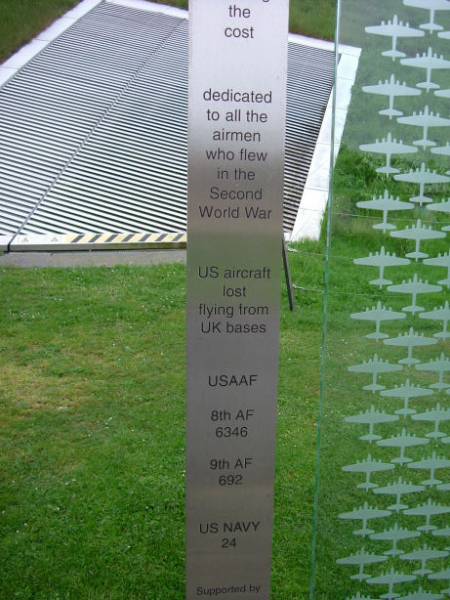 the
cost
dedicated
to all the
airmen
who flew
in the
Second
World War
US aircraft
lost
flying from
UK bases
USAAF
8th AF
6346
9th AF
692
US NAVY
24
Supported by